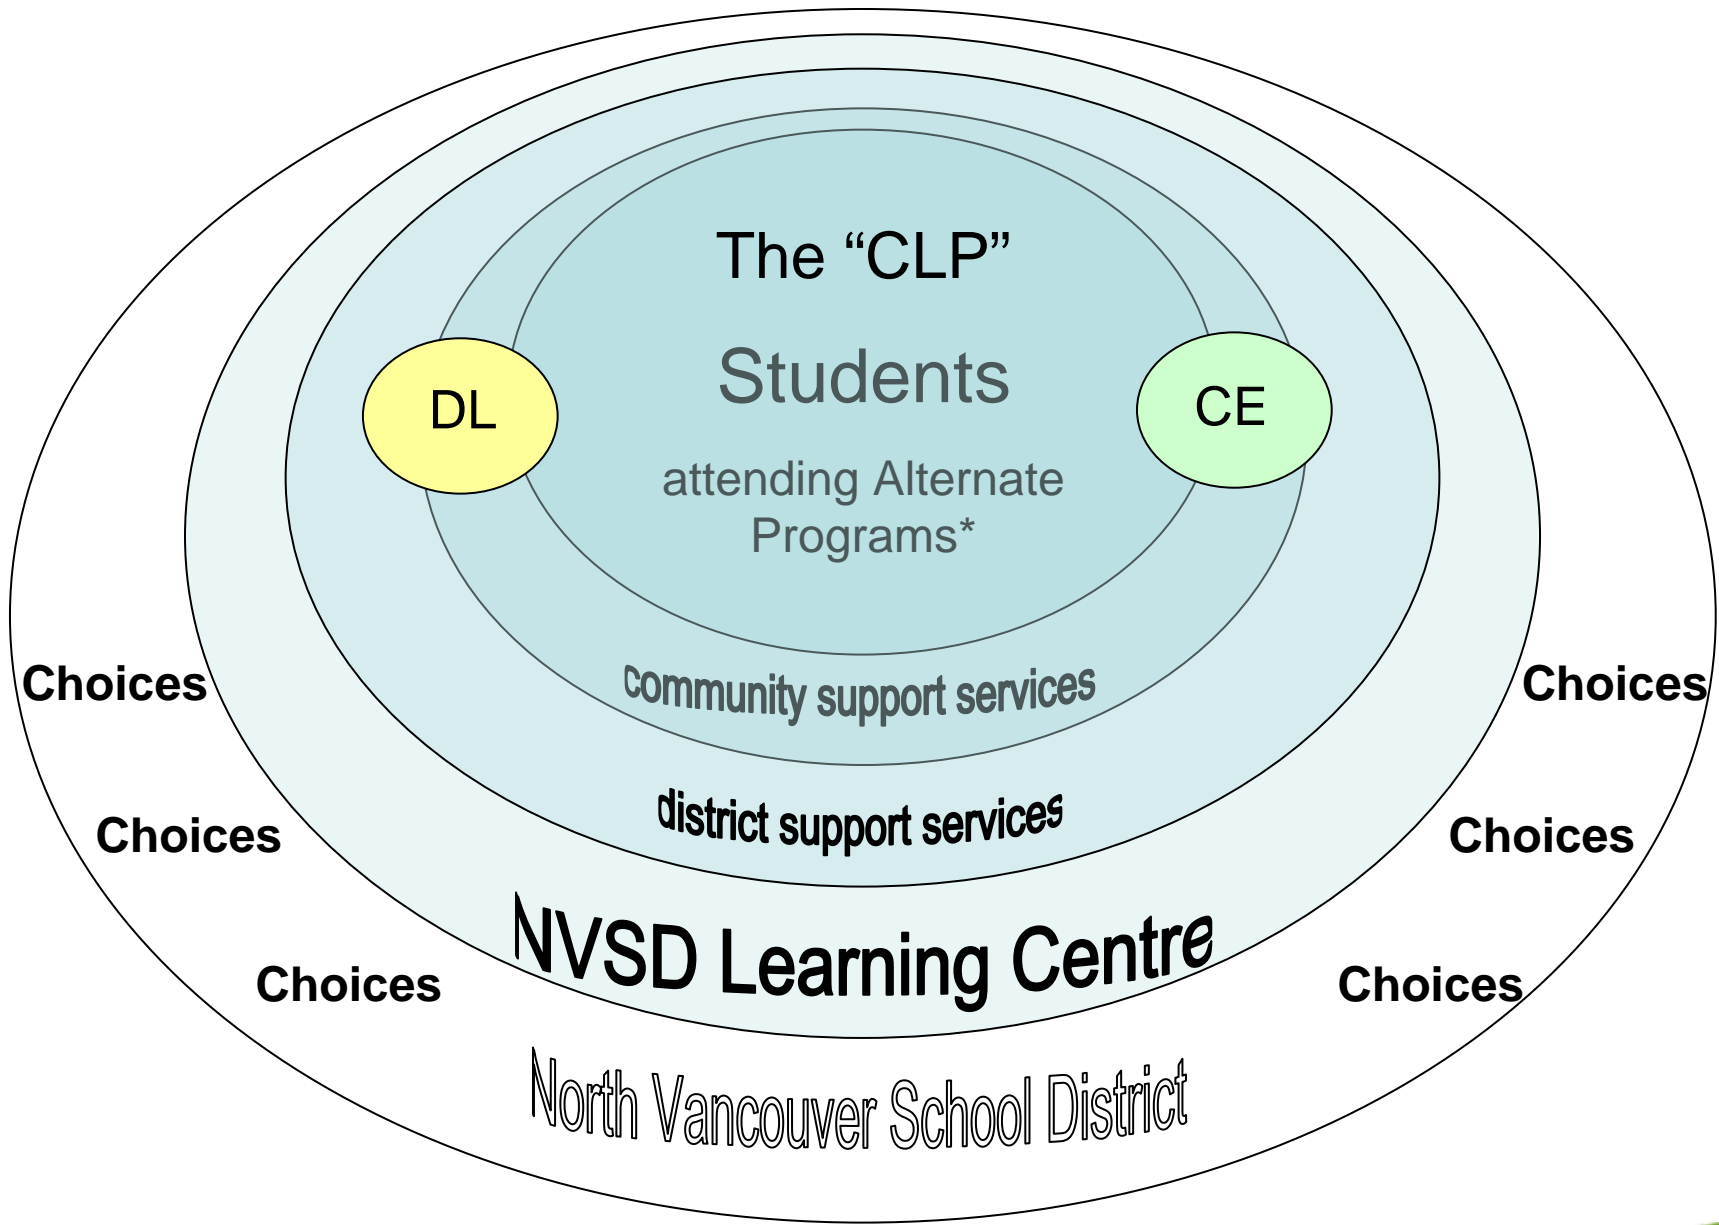 The “CLP”
Students
DL
CE
attending Alternate
Programs*
community support services
Choices
Choices
district support services
Choices
Choices
NVSD Learning Centre
Choices
Choices
North Vancouver School District